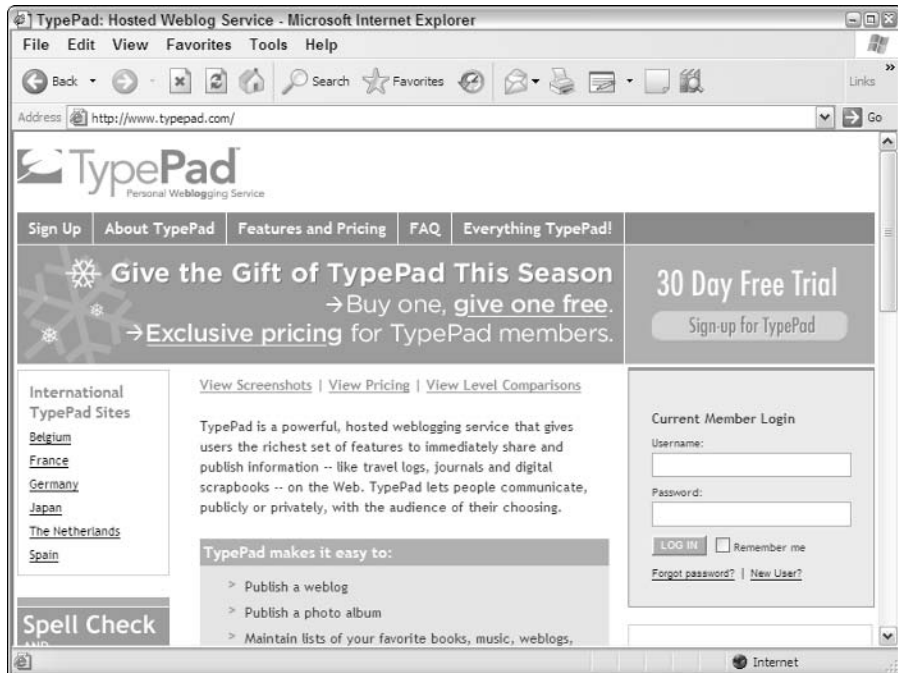 TypePad: Hosted Weblog Service - Microsoft Internet Explorer
File Edit View Favorites Tools Help
Back Search Favorites Links »
Address http://www.typepad.com/ Go
TypePad
Personal Weblogging Service
Sign Up About TypePad Features and Pricing FAQ Everything TypePad!
Give the Gift of TypePad This Season
→Buy one, give one free.
→Exclusive pricing for TypePad members.
30 Day Free Trial
Sign-up for TypePad
International
TypePad Sites
Belgium
France
Germany
Japan
The Netherlands
Spain
Spell Check
AND
View Screenshots | View Pricing | View Level Comparisons
TypePad is a powerful, hosted weblogging service that gives
users the richest set of features to immediately share and
publish information -- like travel logs, journals and digital
scrapbooks -- on the Web. TypePad lets people communicate,
publicly or privately, with the audience of their choosing.
TypePad makes it easy to:
> Publish a weblog
> Publish a photo album
> Maintain lists of your favorite books, music, weblogs,
Current Member Login
Username:
Password:
LOG IN Remember me
Forgot password? | New User?
Internet